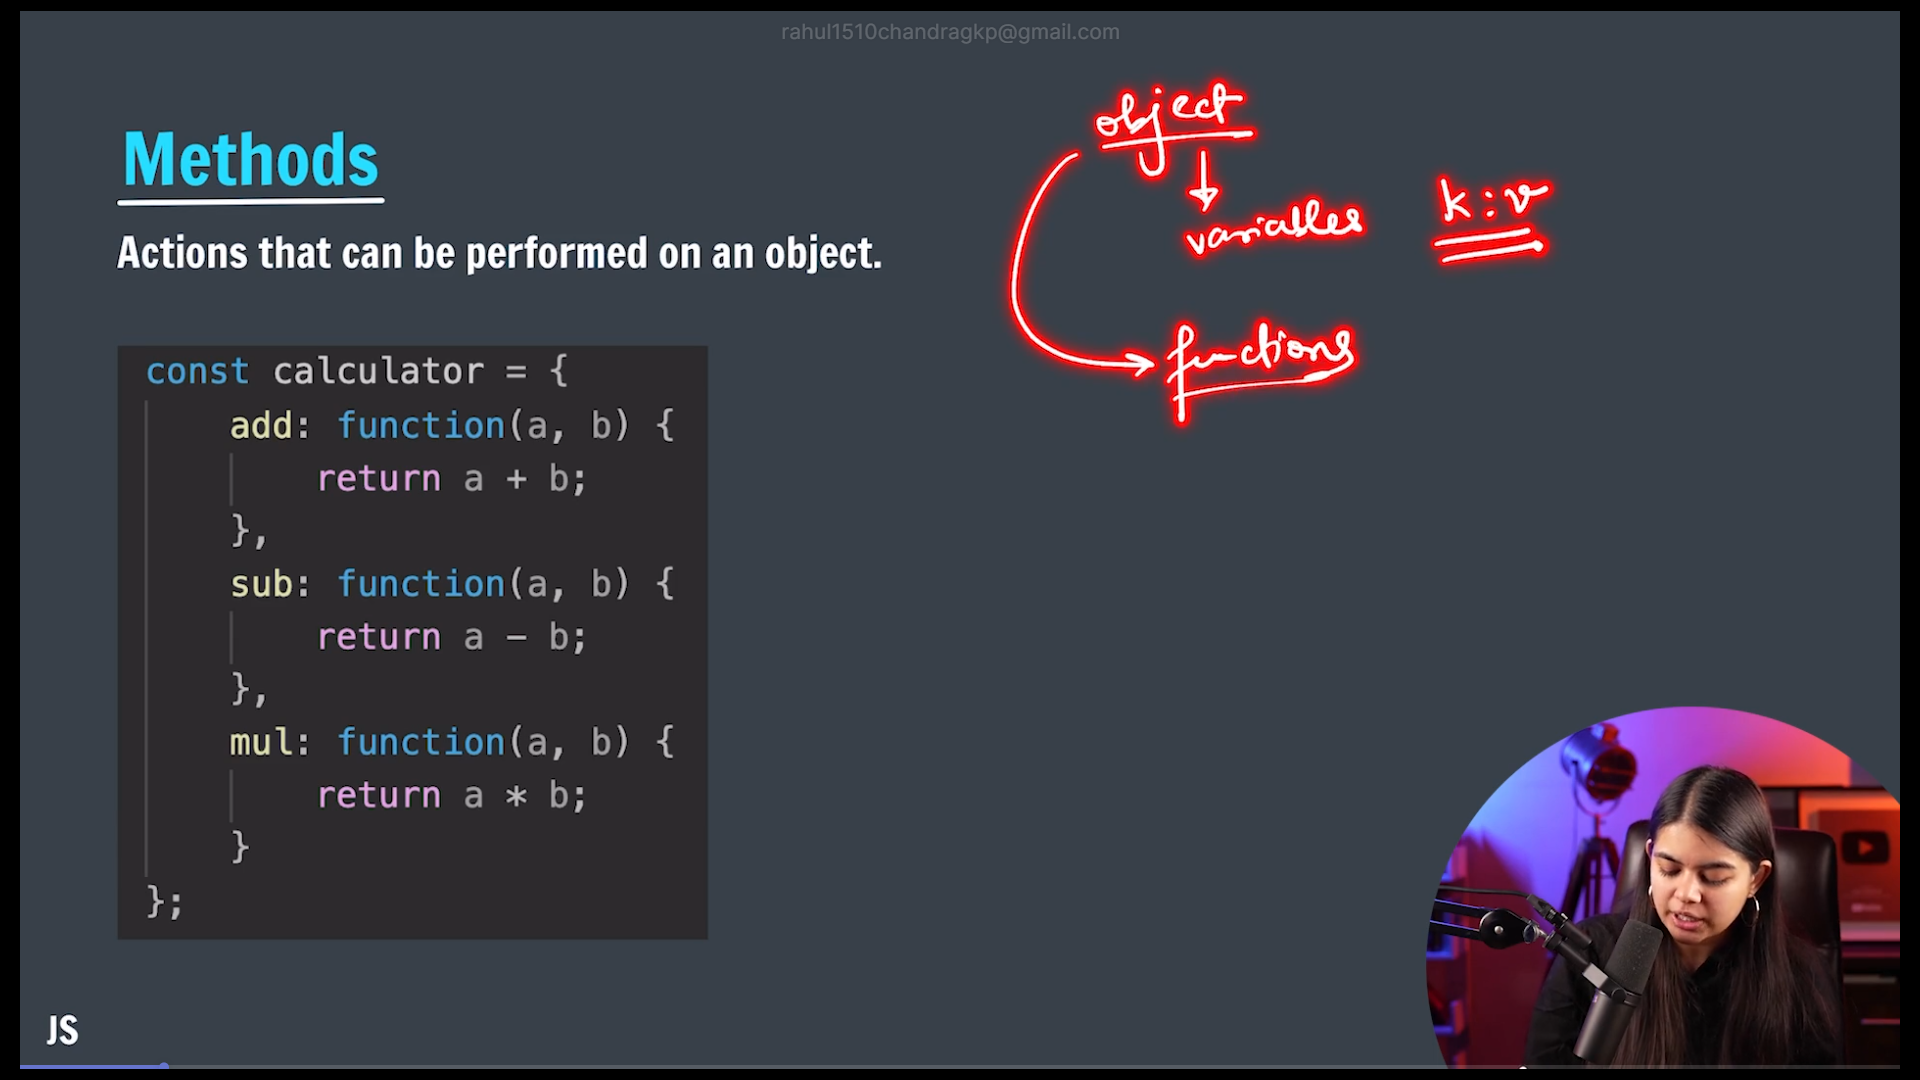 rahul1510chandragkp@gmail.com
Methods
Actions that can be performed on an object.
const calculator = {
add: function(a, b) {
return a + b;
},
sub: function(a, b) {
return a - b;
},
mul: function(a, b) {
return a * b;
}
};
object
variables
k : v
functions
JS